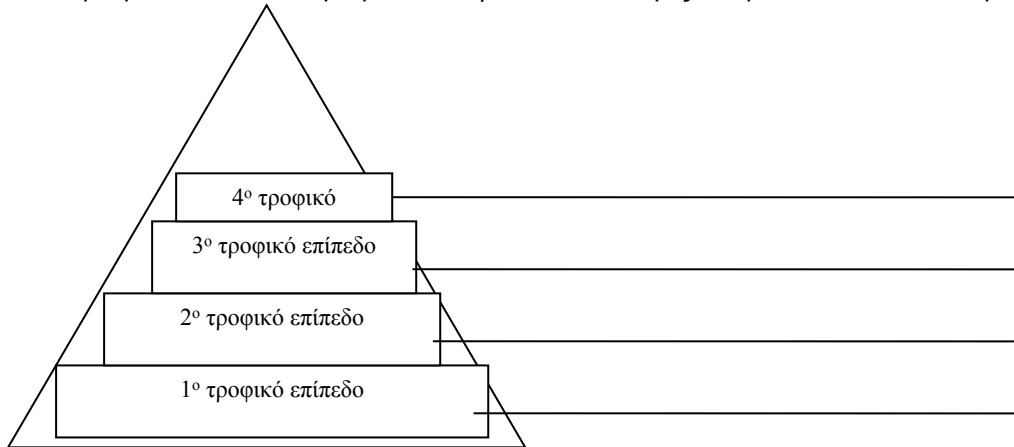 4ο τροφικό
3ο τροφικό επίπεδο
2ο τροφικό επίπεδο
1ο τροφικό επίπεδο